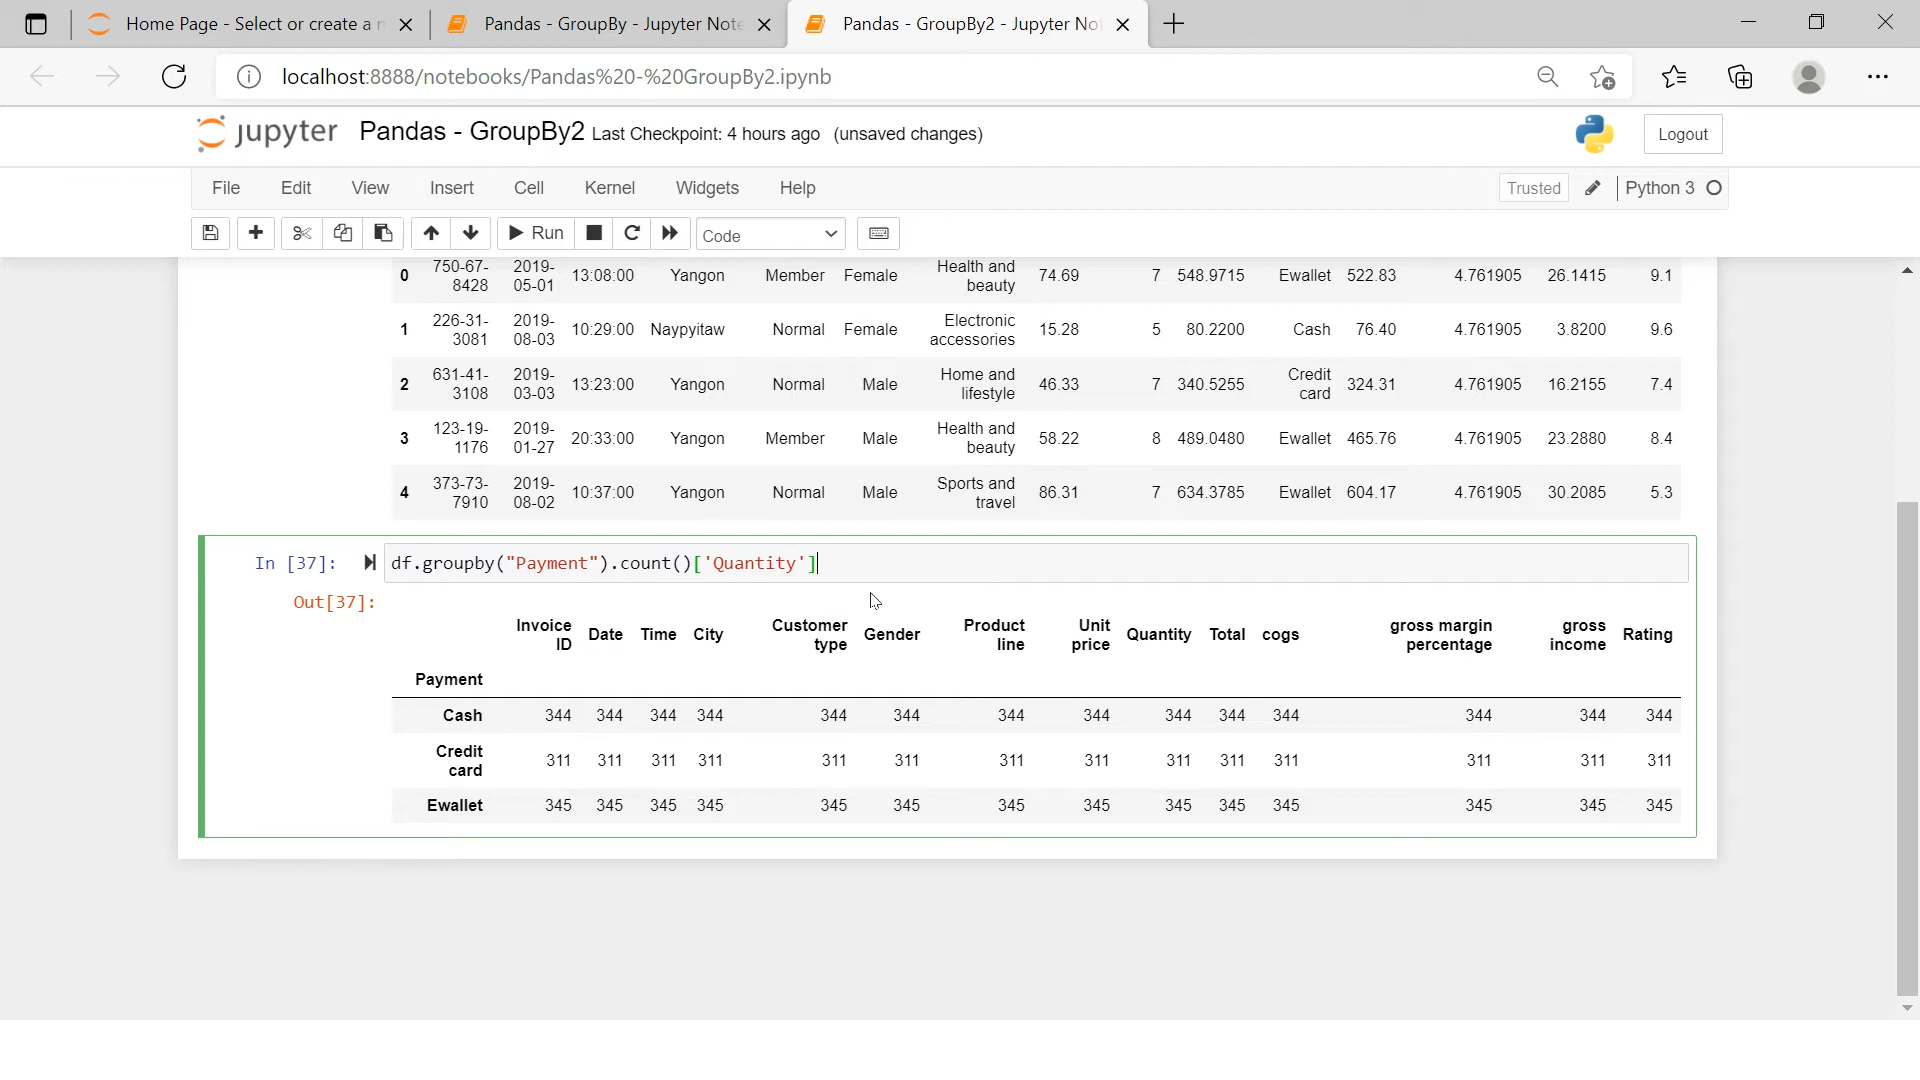 Home Page - Select or create a n
Pandas - GroupBy - Jupyter Note
Pandas - GroupBy2 - Jupyter No
localhost:8888/notebooks/Pandas%20-%20GroupBy2.ipynb
jupyter Pandas - GroupBy2 Last Checkpoint: 4 hours ago (unsaved changes)
Logout
File Edit View Insert Cell Kernel Widgets Help
Trusted Python 3
Run Code
0 750-67-8428 2019-05-01 13:08:00 Yangon Member Female Health and beauty 74.69 7 548.9715 Ewallet 522.83 4.761905 26.1415 9.1
1 226-31-3081 2019-08-03 10:29:00 Naypyitaw Normal Female Electronic accessories 15.28 5 80.2200 Cash 76.40 4.761905 3.8200 9.6
2 631-41-3108 2019-03-03 13:23:00 Yangon Normal Male Home and lifestyle 46.33 7 340.5255 Credit card 324.31 4.761905 16.2155 7.4
3 123-19-1176 2019-01-27 20:33:00 Yangon Member Male Health and beauty 58.22 8 489.0480 Ewallet 465.76 4.761905 23.2880 8.4
4 373-73-7910 2019-08-02 10:37:00 Yangon Normal Male Sports and travel 86.31 7 634.3785 Ewallet 604.17 4.761905 30.2085 5.3
In [37]: df.groupby("Payment").count()['Quantity']
Out[37]:
Invoice ID Date Time City Customer type Gender Product line Unit price Quantity Total cogs gross margin percentage gross income Rating
Payment
Cash 344 344 344 344 344 344 344 344 344 344 344 344 344 344
Credit card 311 311 311 311 311 311 311 311 311 311 311 311 311 311
Ewallet 345 345 345 345 345 345 345 345 345 345 345 345 345 345